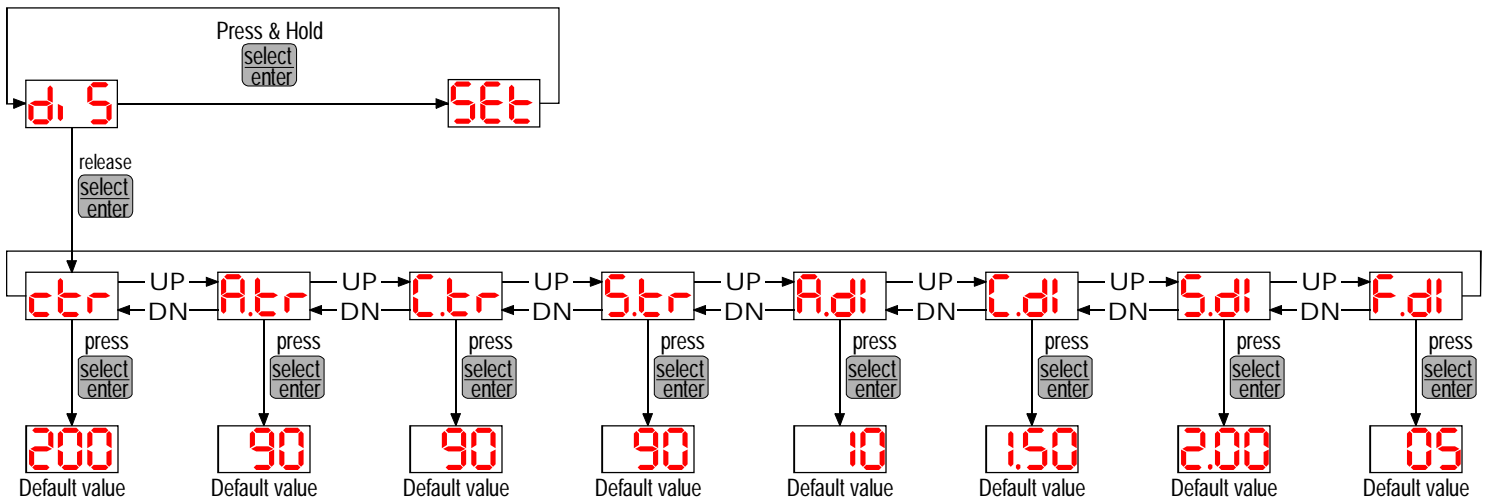 Press & Hold
select
enter
di S
SEt
release
select
enter
ctr UP DN A.tr UP DN C.tr UP DN S.tr UP DN A.dI UP DN C.dI UP DN S.dI UP DN F.dI
press press press press press press press press
select select select select select select select select
enter enter enter enter enter enter enter enter
200 90 90 90 10 1.50 2.00 05
Default value Default value Default value Default value Default value Default value Default value Default value